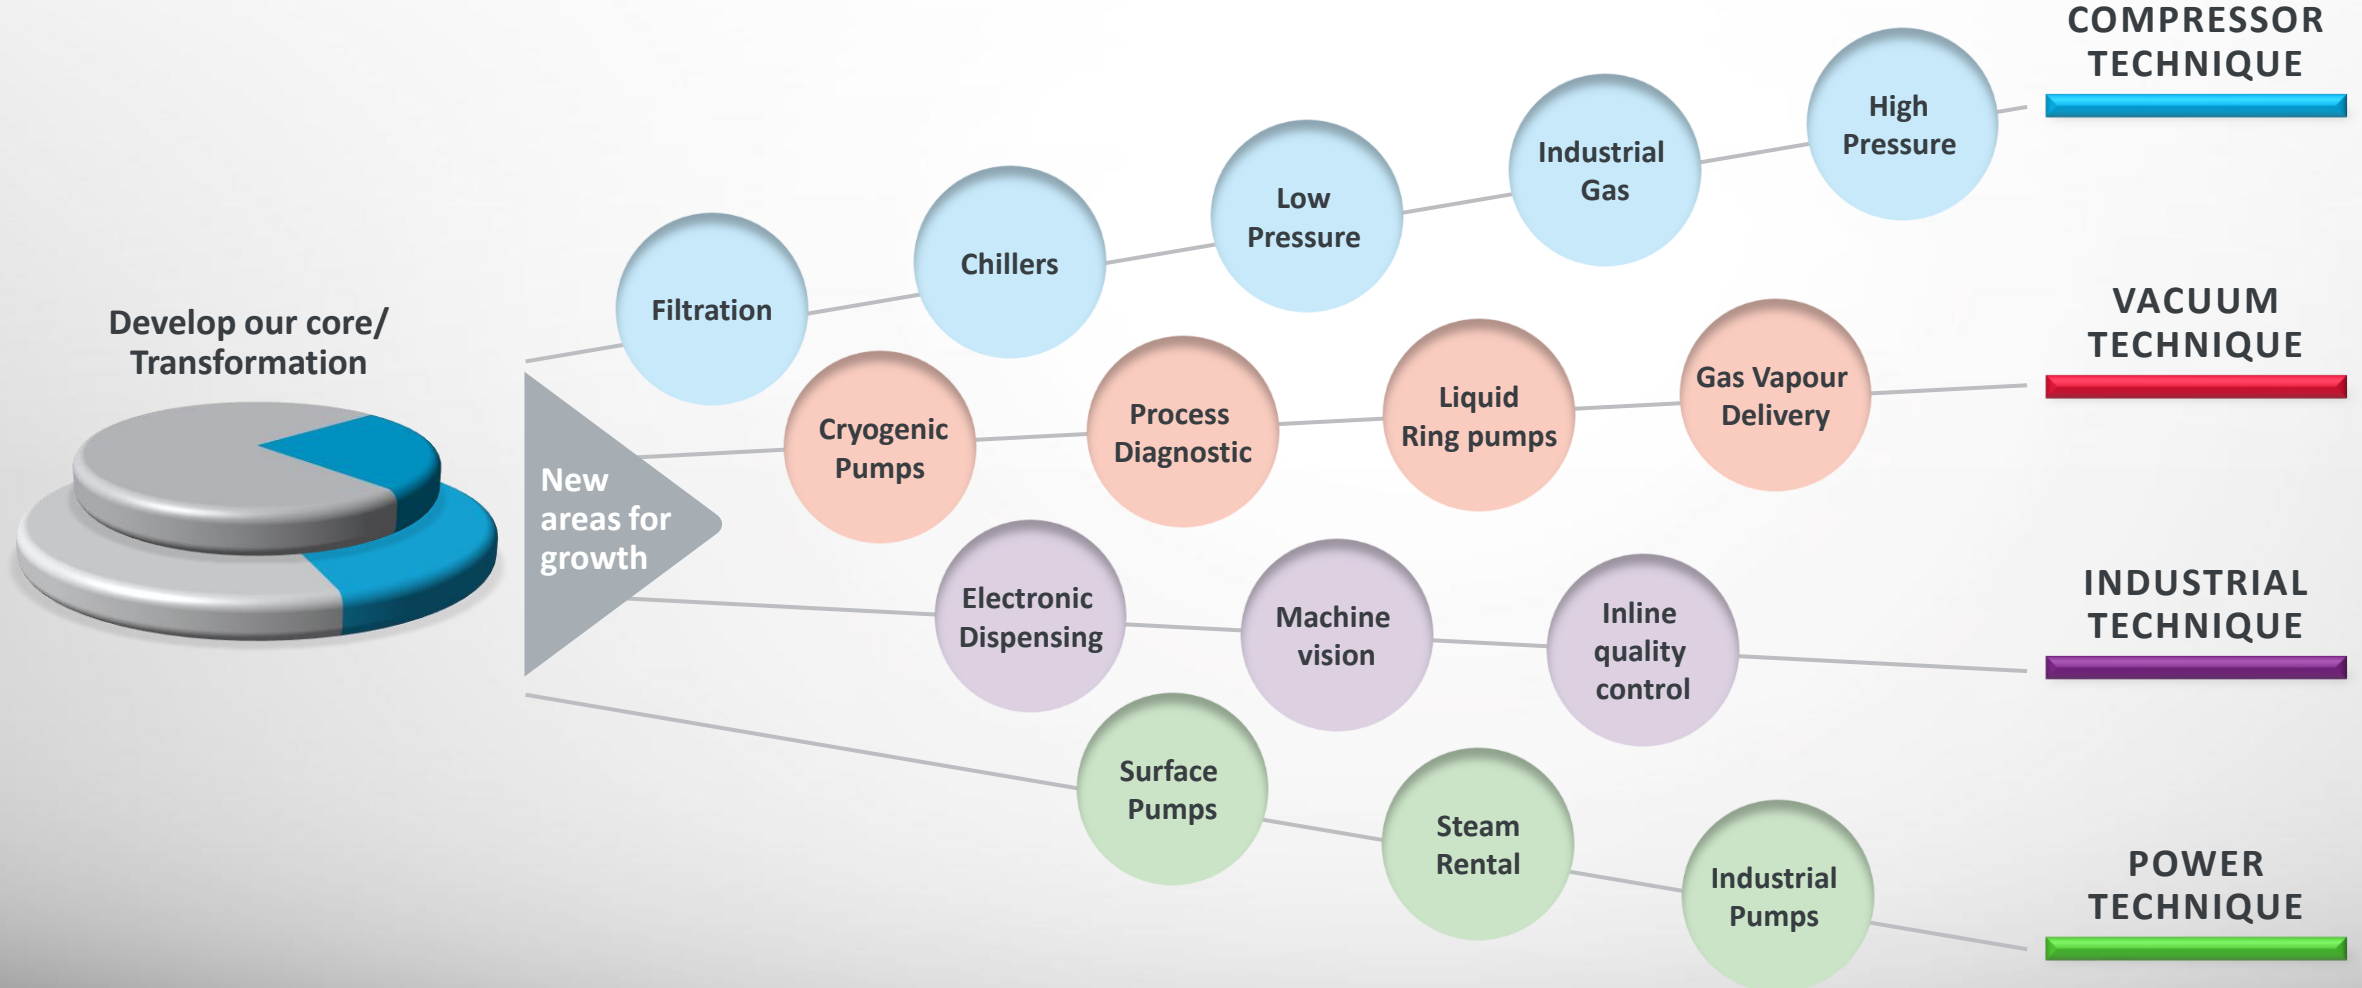 Develop our core/
Transformation
New
areas for
growth
Filtration
Chillers
Low
Pressure
Industrial
Gas
High
Pressure
COMPRESSOR
TECHNIQUE
Cryogenic
Pumps
Process
Diagnostic
Liquid
Ring pumps
Gas Vapour
Delivery
VACUUM
TECHNIQUE
Electronic
Dispensing
Machine
vision
Inline
quality
control
INDUSTRIAL
TECHNIQUE
Surface
Pumps
Steam
Rental
Industrial
Pumps
POWER
TECHNIQUE